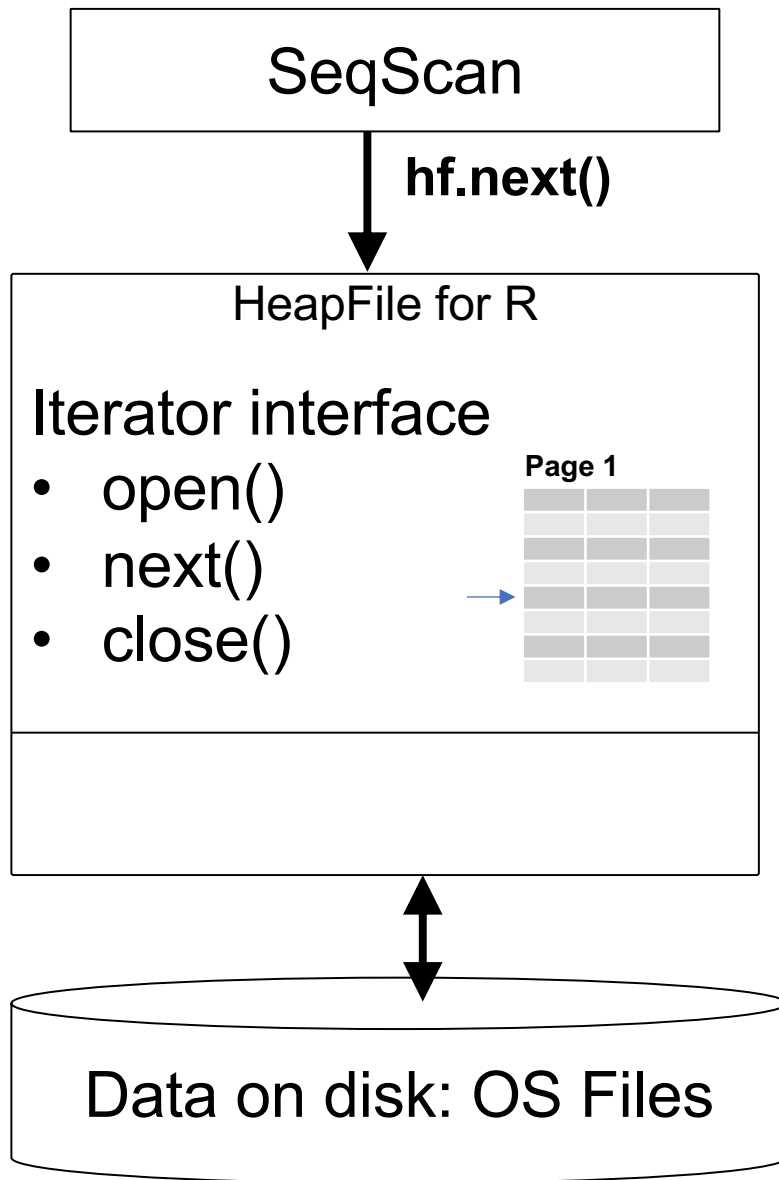 SeqScan
hf.next()
HeapFile for R
Iterator interface
• open()
• next()
• close()
Page 1
Data on disk: OS Files